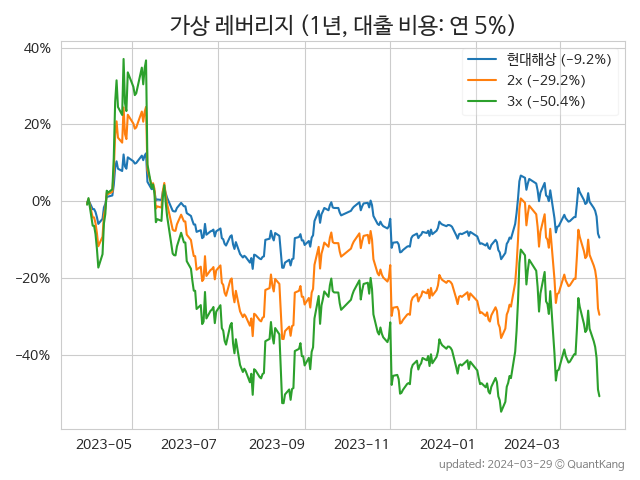 가상 레버리지 (1년, 대출 비용: 연 5%)
현대해상 (−9.2%)
2x (−29.2%)
3x (−50.4%)
40%
20%
0%
−20%
−40%
2023-05 2023-07 2023-09 2023-11 2024-01 2024-03
updated: 2024-03-29 © QuantKang